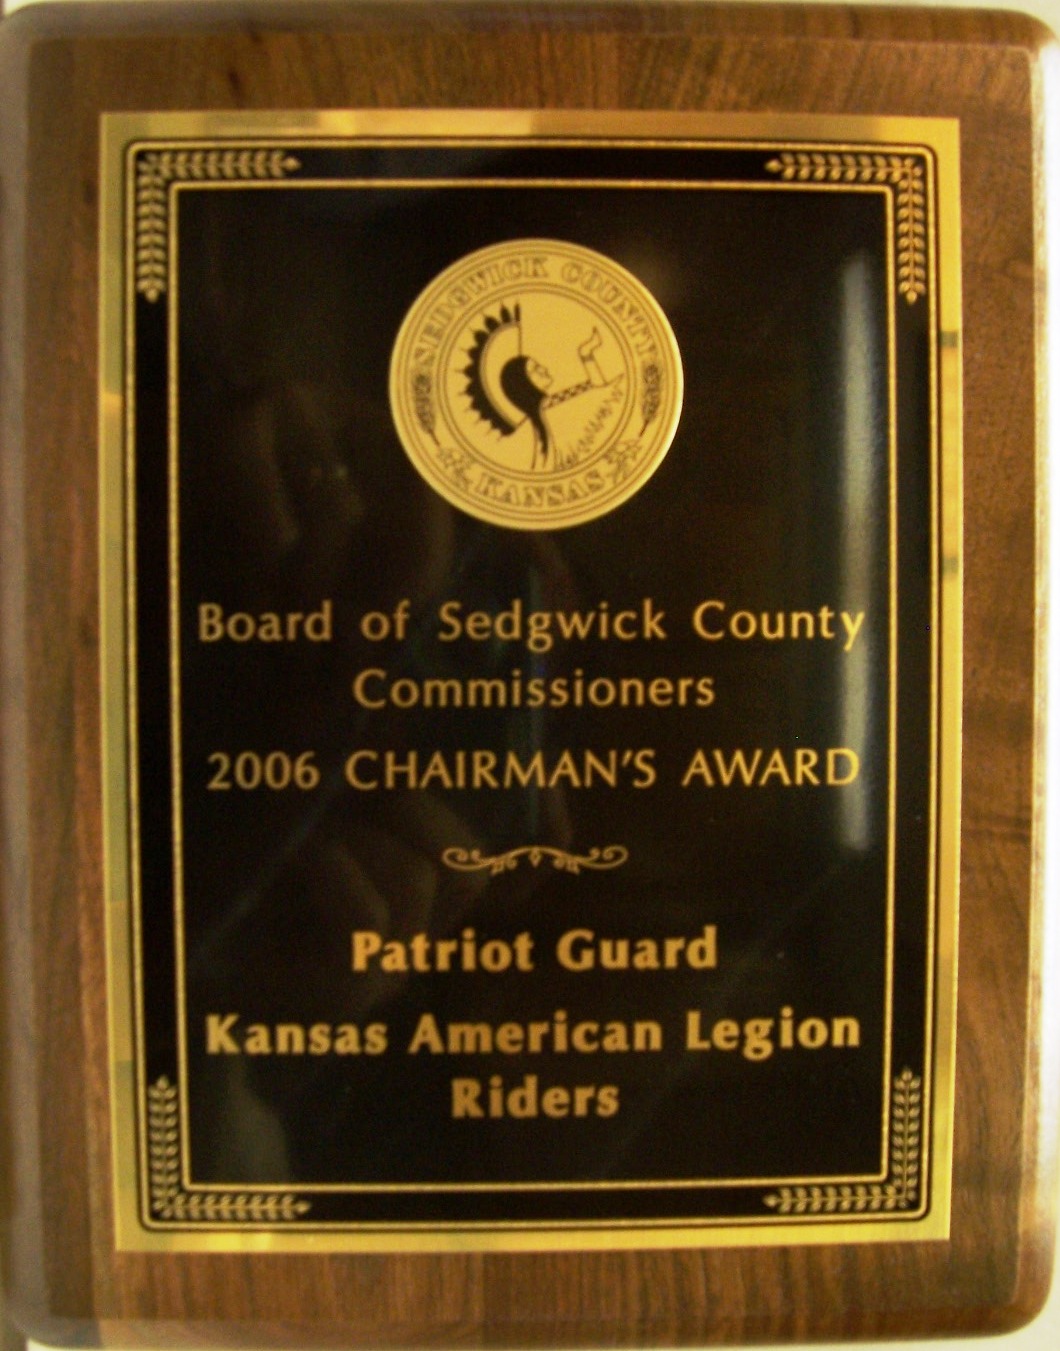 SEDGWICK COUNTY
KANSAS
Board of Sedgwick County
Commissioners
2006 CHAIRMAN'S AWARD
Patriot Guard
Kansas American Legion
Riders